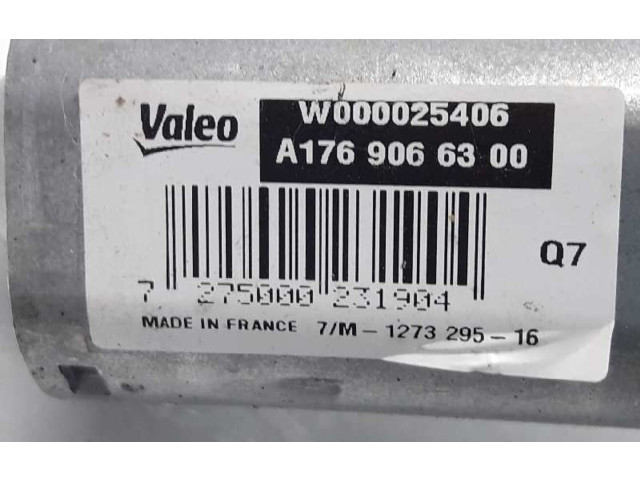 Valeo
W000025406
A176 906 63 00
Q7
7 275000 231904
MADE IN FRANCE 7/M-1273 295-16